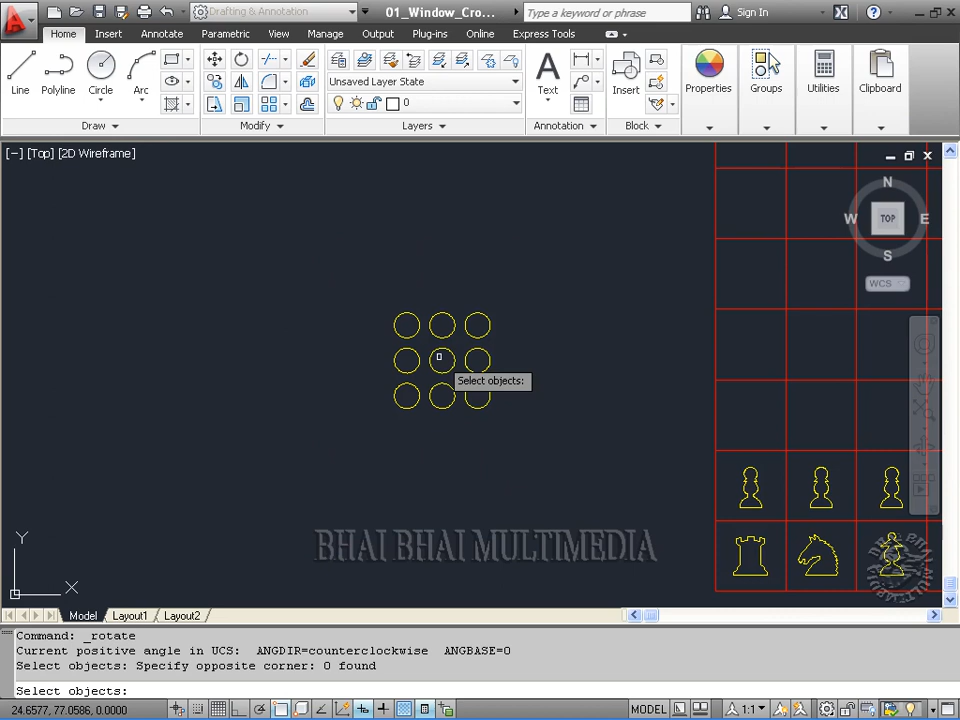 Drafting & Annotation
01_Window_Cro...
Type a keyword or phrase
Sign In
Home
Insert
Annotate
Parametric
View
Manage
Output
Plug-ins
Online
Express Tools
Line
Polyline
Circle
Arc
Unsaved Layer State
0
Text
Insert
Properties
Groups
Utilities
Clipboard
Draw
Modify
Layers
Annotation
Block
[−] [Top] [2D Wireframe]
N
W
TOP
E
S
WCS
Select objects:
BHAI BHAI MULTIMEDIA
Y
X
Model
Layout1
Layout2
Command: _rotate
Current positive angle in UCS:  ANGDIR=counterclockwise  ANGBASE=0
Select objects: Specify opposite corner: 0 found
Select objects:
24.6577, 77.0586, 0.0000
MODEL
1:1